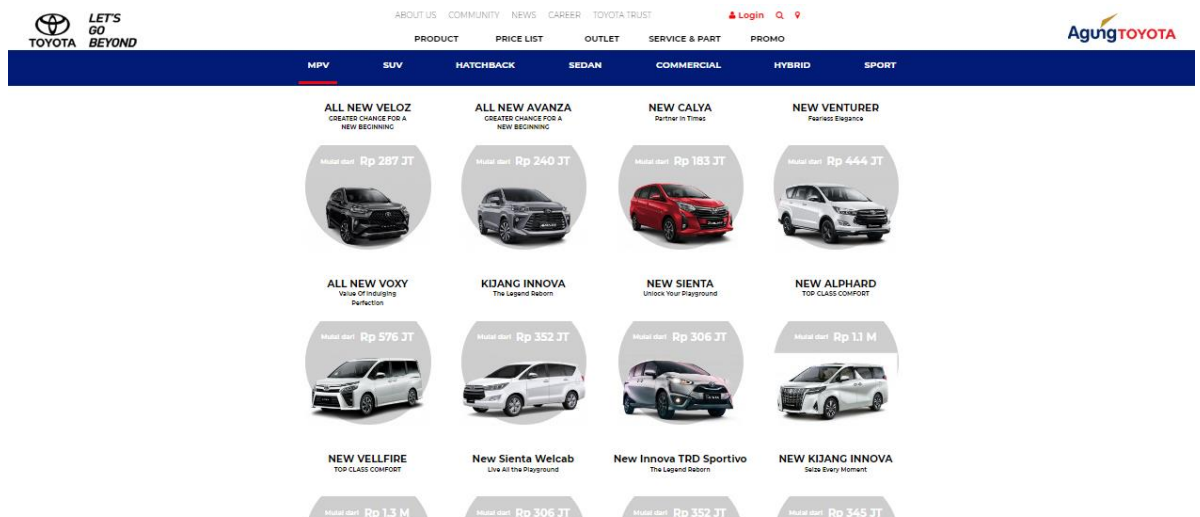 TOYOTA
LET'S
GO
BEYOND
ABOUT US COMMUNITY NEWS CAREER TOYOTA TRUST Login
PRODUCT PRICE LIST OUTLET SERVICE & PART PROMO
Agung TOYOTA
MPV SUV HATCHBACK SEDAN COMMERCIAL HYBRID SPORT
ALL NEW VELOZ
GREATER CHANGE FOR A
NEW BEGINNING
Mulai dari Rp 287 JT
ALL NEW AVANZA
GREATER CHANGE FOR A
NEW BEGINNING
Mulai dari Rp 240 JT
NEW CALYA
Partner In Times
Mulai dari Rp 183 JT
NEW VENTURER
Fearless Elegance
Mulai dari Rp 444 JT
ALL NEW VOXY
Value Of Indulging
Perfection
Mulai dari Rp 576 JT
KIJANG INNOVA
The Legend Reborn
Mulai dari Rp 352 JT
NEW SIENTA
Unlock Your Playground
Mulai dari Rp 306 JT
NEW ALPHARD
TOP CLASS COMFORT
Mulai dari Rp 1.1 M
NEW VELLFIRE
TOP CLASS COMFORT
Mulai dari Rp 1.3 M
New Sienta Welcab
Live All the Playground
Mulai dari Rp 306 JT
New Innova TRD Sportivo
The Legend Reborn
Mulai dari Rp 352 JT
NEW KIJANG INNOVA
Seize Every Moment
Mulai dari Rp 345 JT